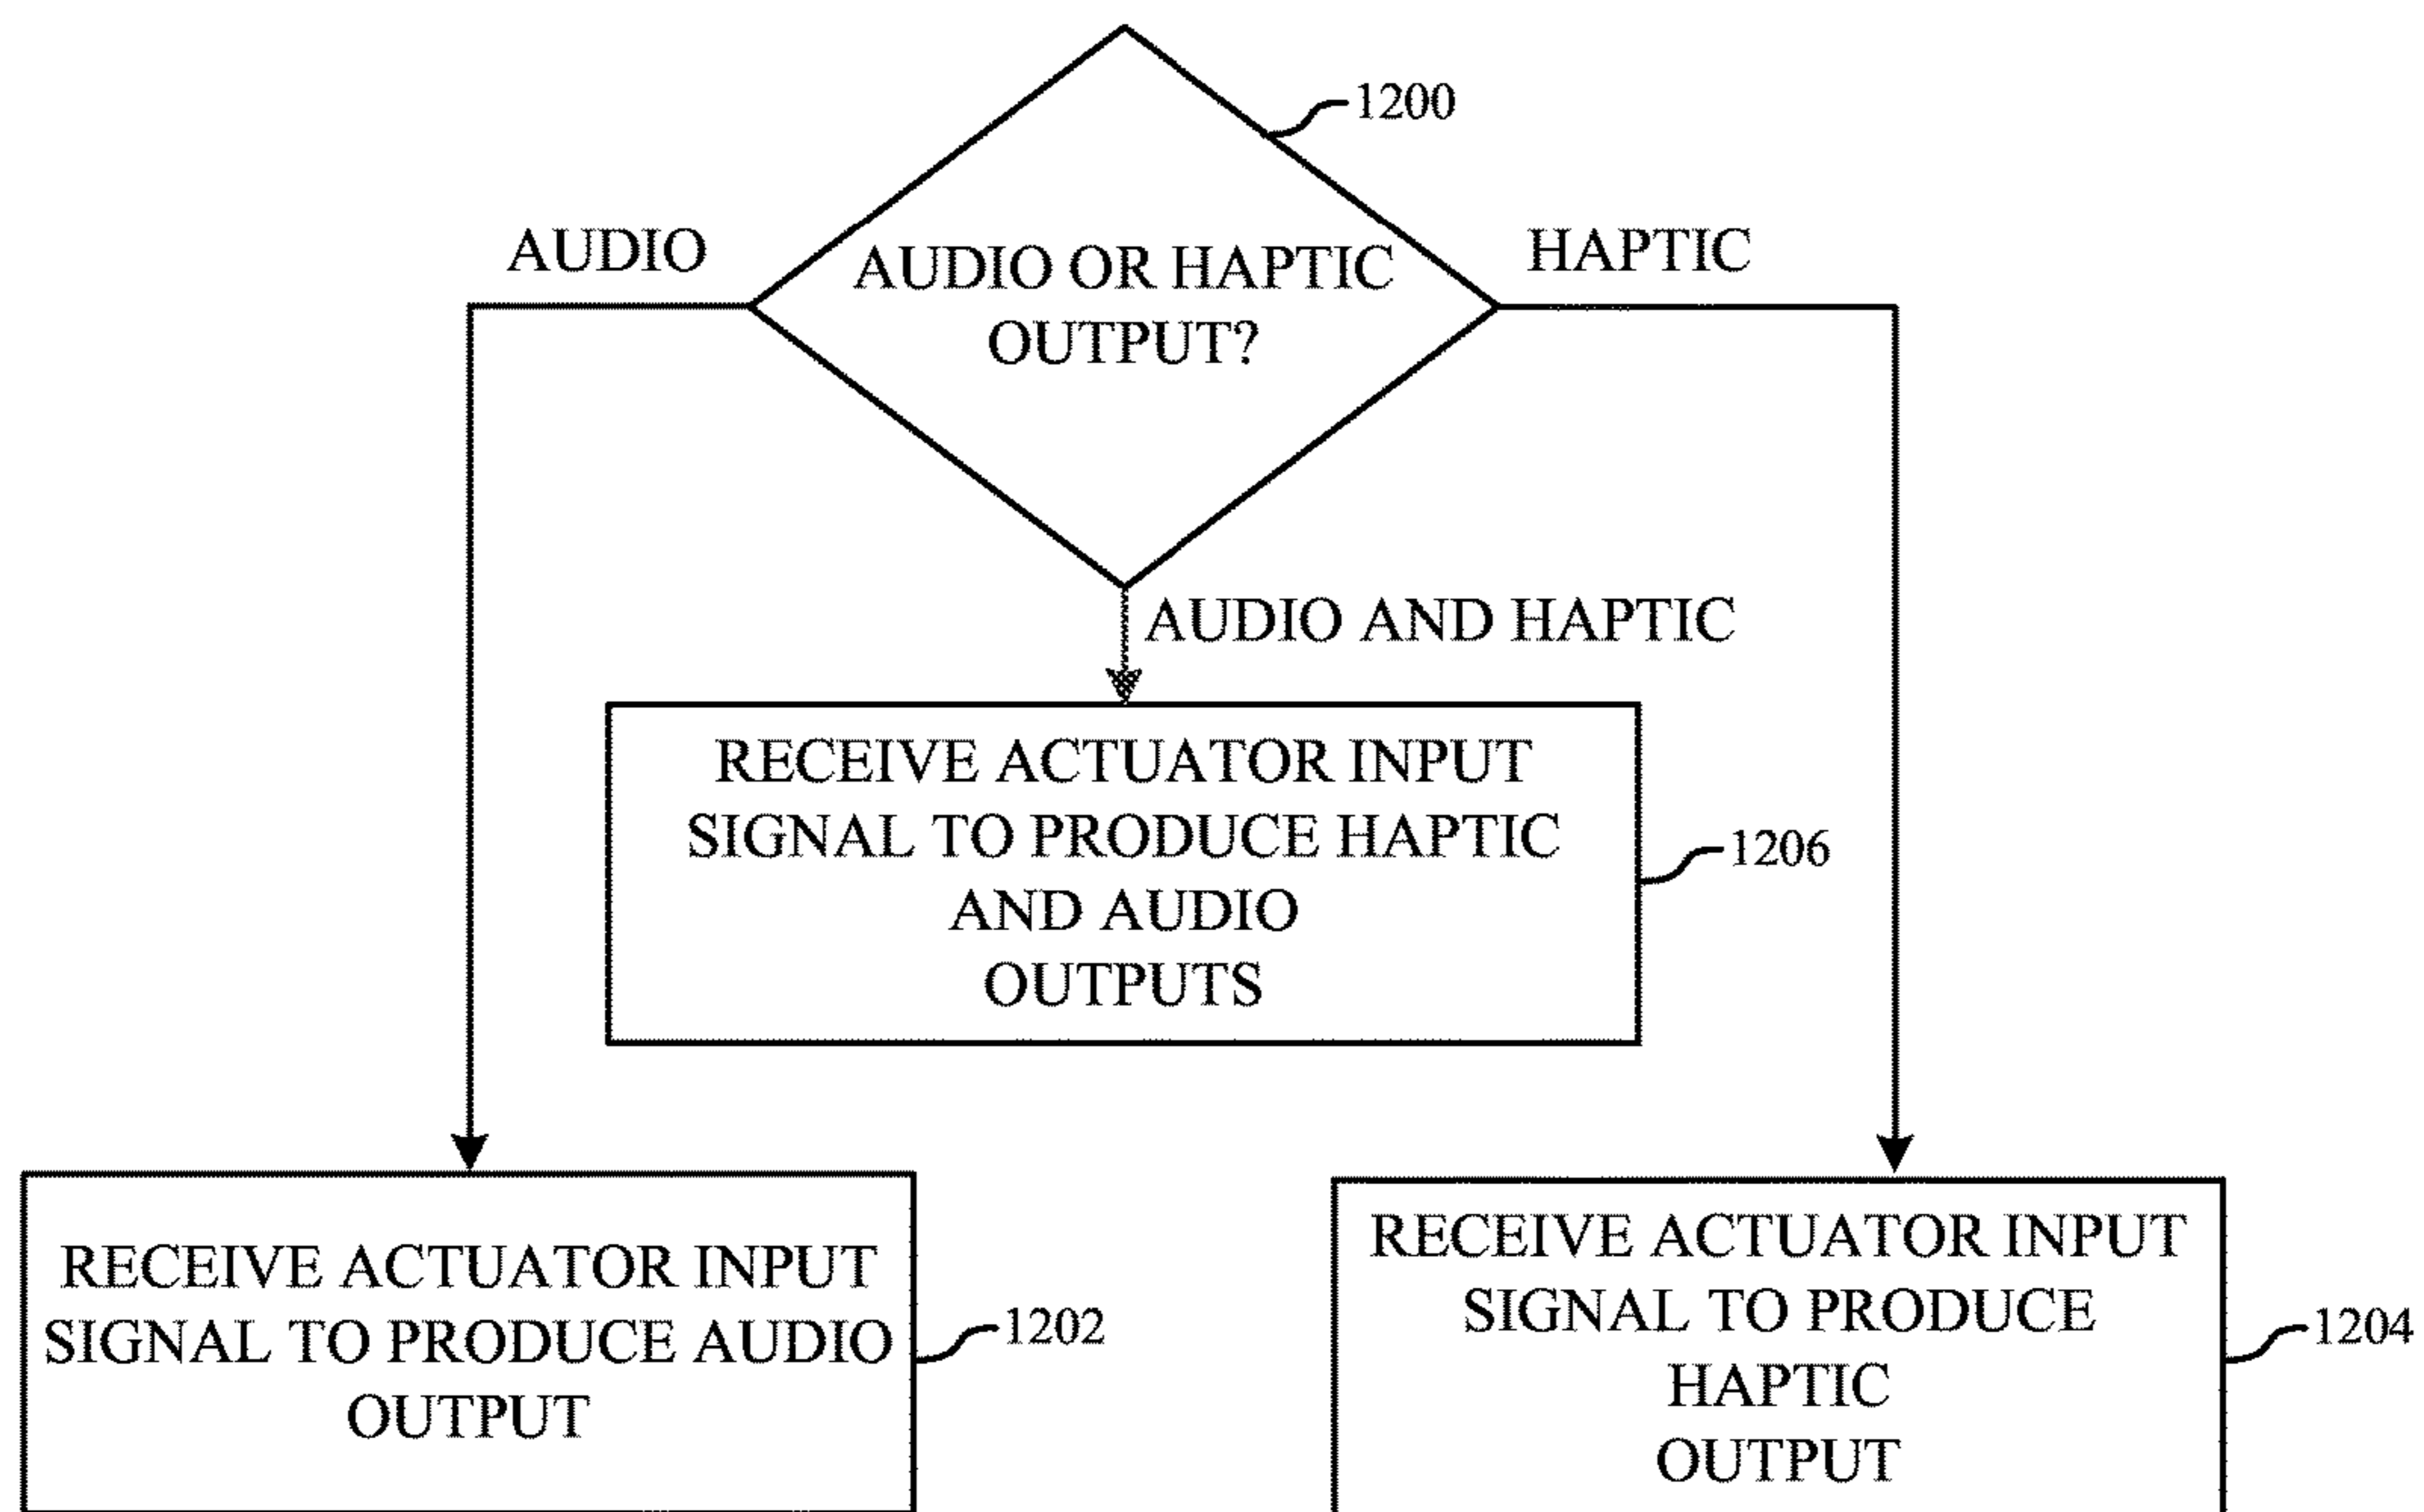 1200
AUDIO
AUDIO OR HAPTIC
OUTPUT?
HAPTIC
AUDIO AND HAPTIC
RECEIVE ACTUATOR INPUT
SIGNAL TO PRODUCE HAPTIC
AND AUDIO
OUTPUTS
1206
RECEIVE ACTUATOR INPUT
SIGNAL TO PRODUCE AUDIO
OUTPUT
1202
RECEIVE ACTUATOR INPUT
SIGNAL TO PRODUCE
HAPTIC
OUTPUT
1204